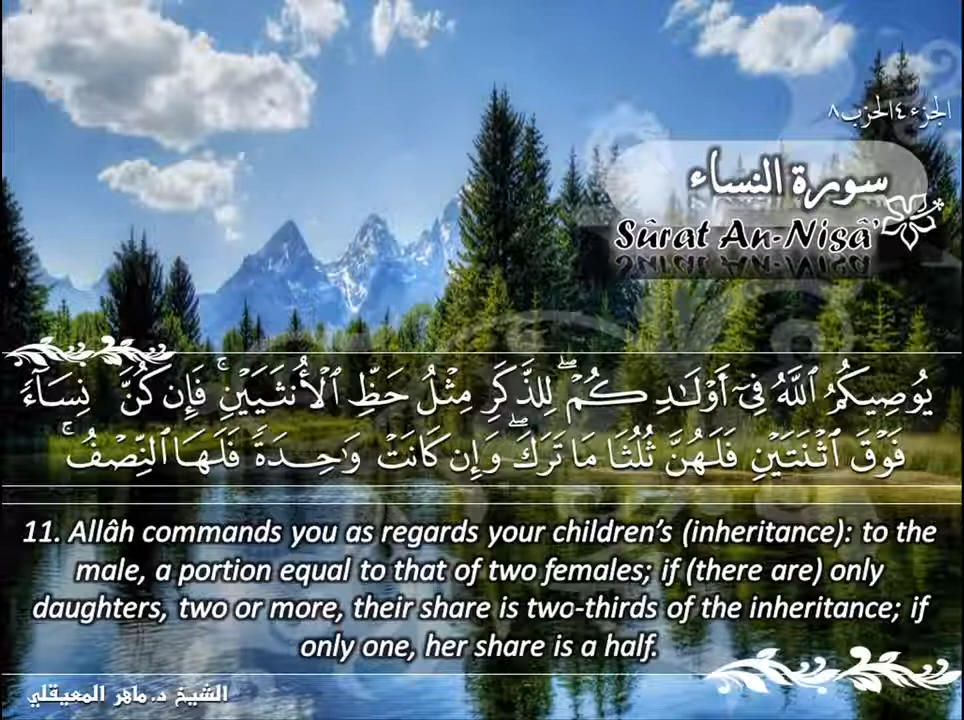 الجزء ٤ الحزب ٨
سورة النساء
Sûrat An-Nisâ'
يُوصِيكُمُ ٱللَّهُ فِىٓ أَوْلَـٰدِكُمْ ۖ لِلذَّكَرِ مِثْلُ حَظِّ ٱلْأُنثَيَيْنِ ۚ فَإِن كُنَّ نِسَآءً
فَوْقَ ٱثْنَتَيْنِ فَلَهُنَّ ثُلُثَا مَا تَرَكَ ۖ وَإِن كَانَتْ وَٰحِدَةً فَلَهَا ٱلنِّصْفُ ۚ
11. Allâh commands you as regards your children’s (inheritance): to the
male, a portion equal to that of two females; if (there are) only
daughters, two or more, their share is two-thirds of the inheritance; if
only one, her share is a half.
الشيخ د. ماهر المعيقلي